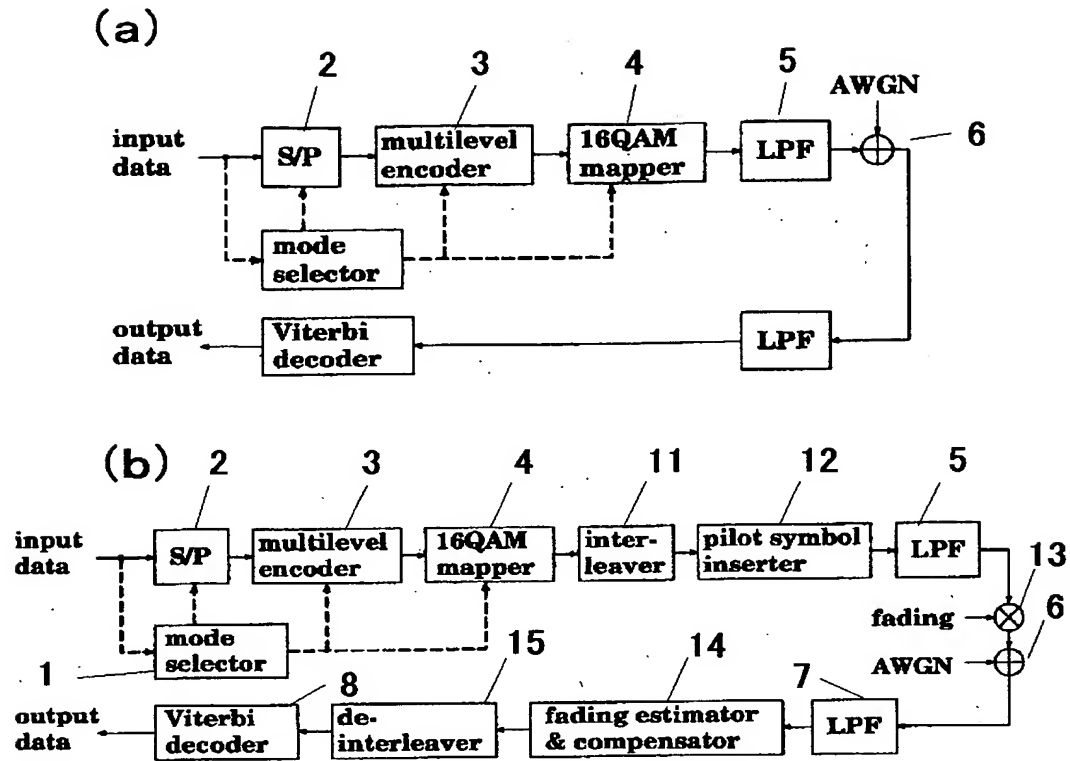 (a)
2
3
4
5
AWGN
6
input
data
S/P
multilevel
encoder
16QAM
mapper
LPF
mode
selector
output
data
Viterbi
decoder
LPF
(b)
2
3
4
11
12
5
input
data
S/P
multilevel
encoder
16QAM
mapper
inter-
leaver
pilot symbol
inserter
LPF
13
fading
6
AWGN
mode
selector
1
15
14
7
8
output
data
Viterbi
decoder
de-
interleaver
fading estimator
& compensator
LPF